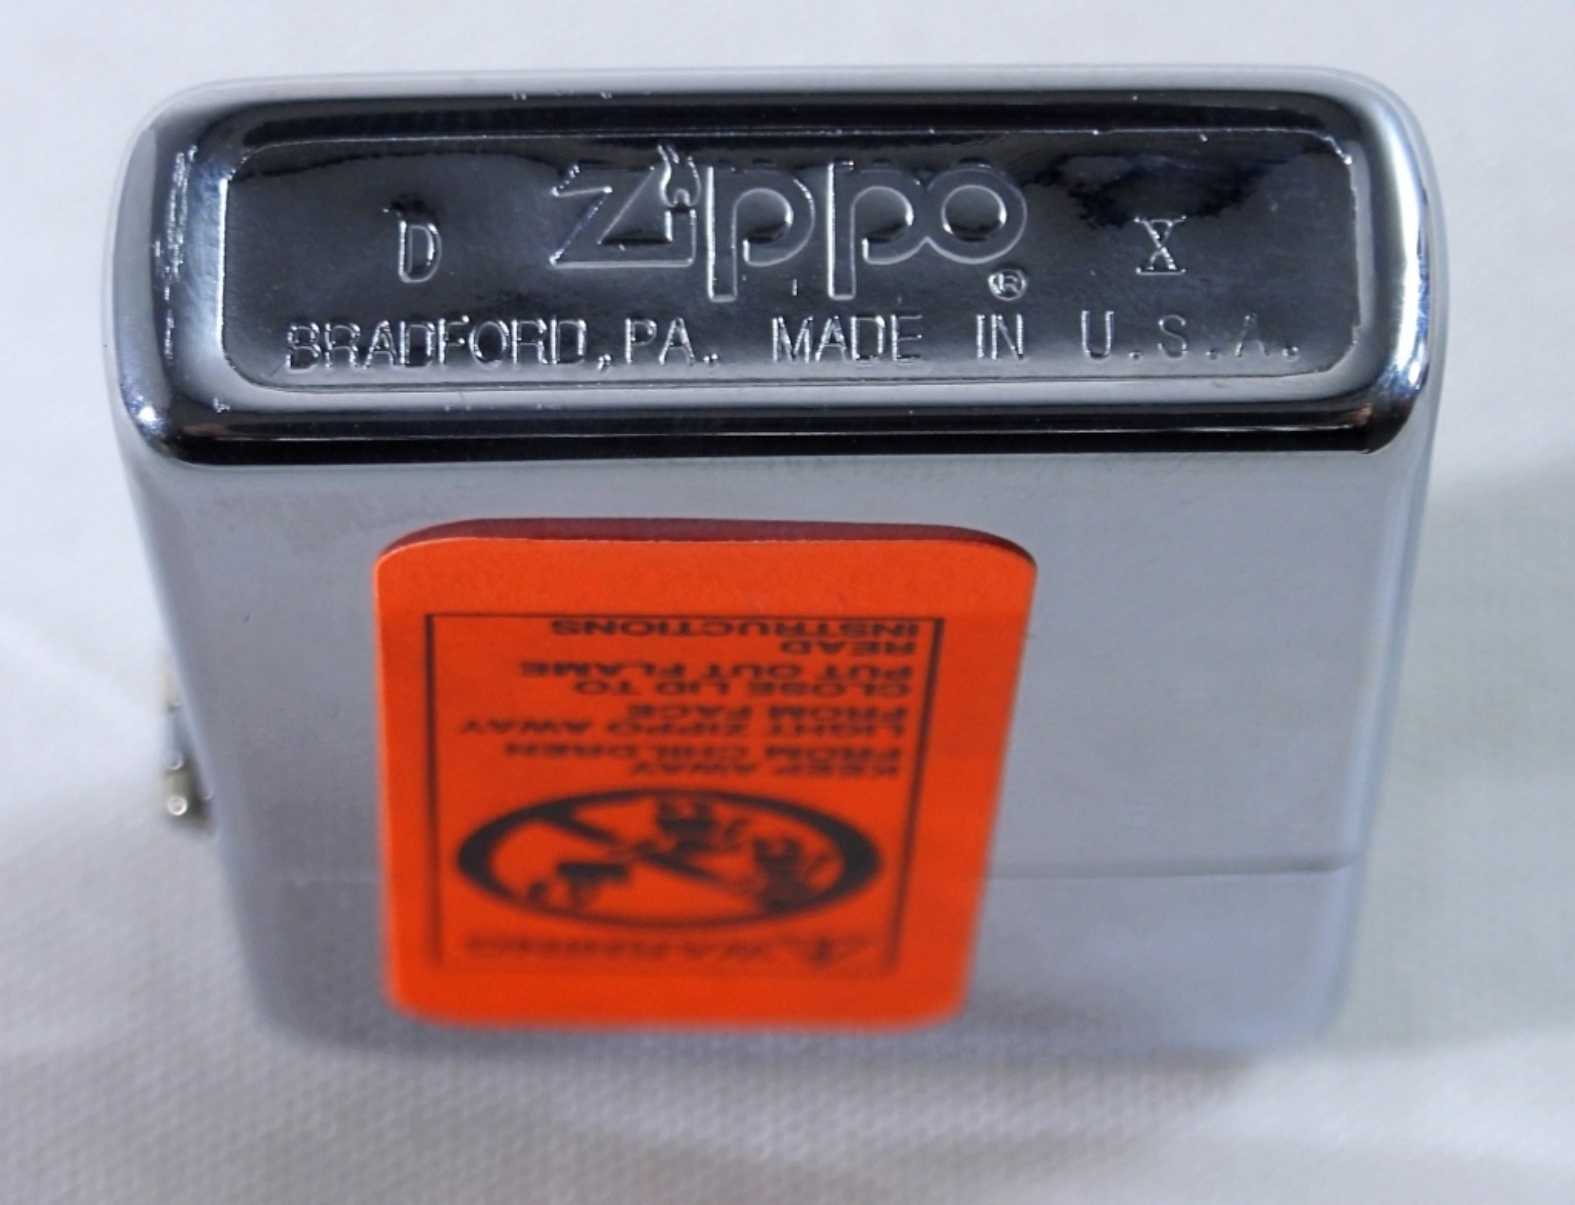 D Zippo® X
BRADFORD, PA. MADE IN U.S.A.
WARNING
KEEP AWAY
FROM CHILDREN
LIGHT ZIPPO AWAY
FROM FACE
CLOSE LID TO
PUT OUT FLAME
READ
INSTRUCTIONS